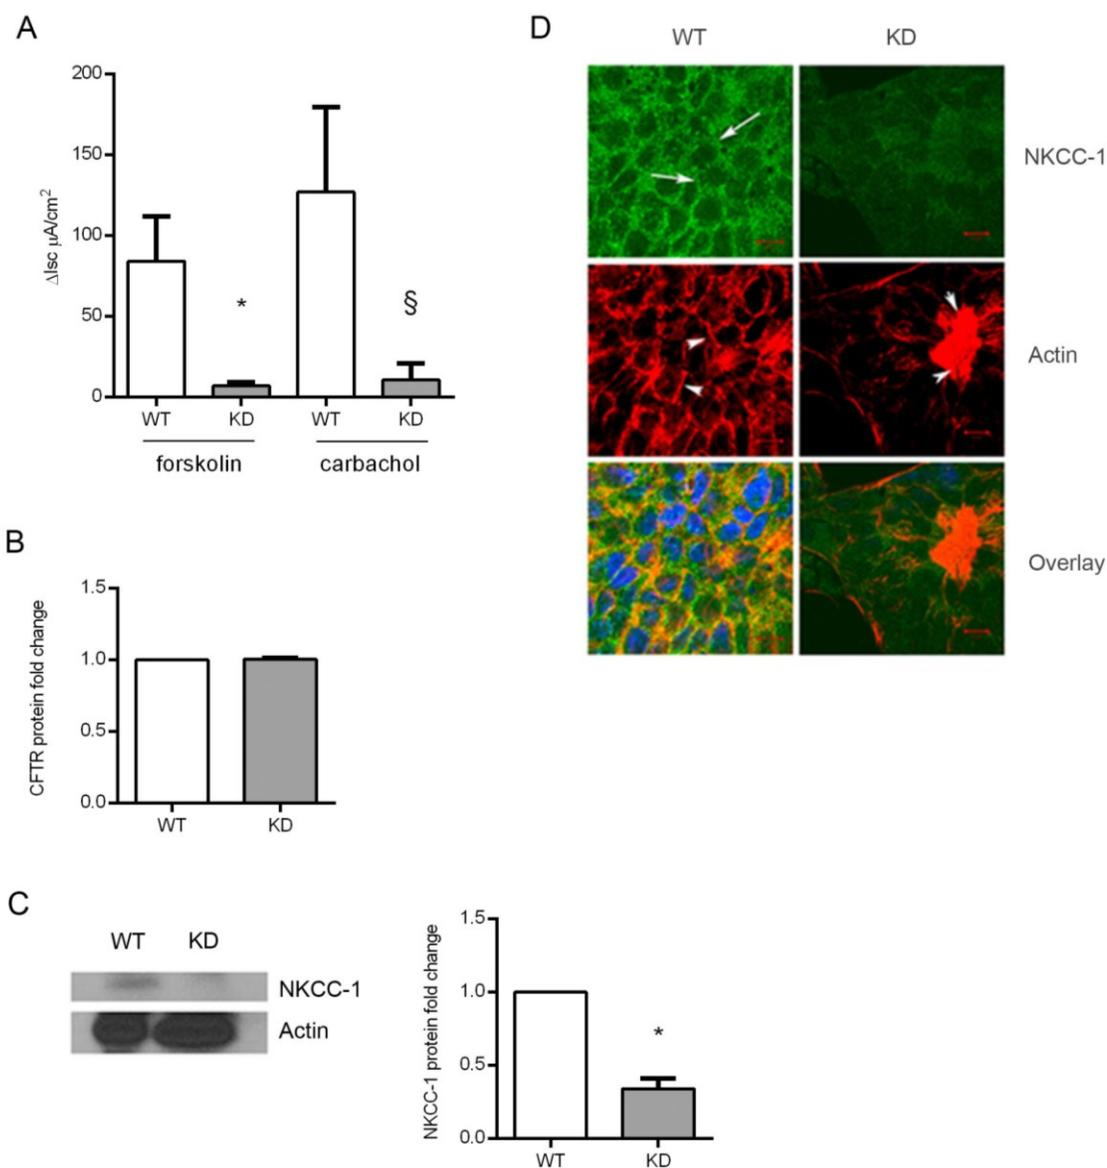 A
200
150
100
50
0
ΔIsc µA/cm²
*
§
WT KD WT KD
forskolin carbachol
B
1.5
1.0
0.5
0.0
CFTR protein fold change
WT KD
C
WT KD
NKCC-1
Actin
1.5
1.0
0.5
0.0
NKCC-1 protein fold change
*
WT KD
D
WT KD
NKCC-1
Actin
Overlay